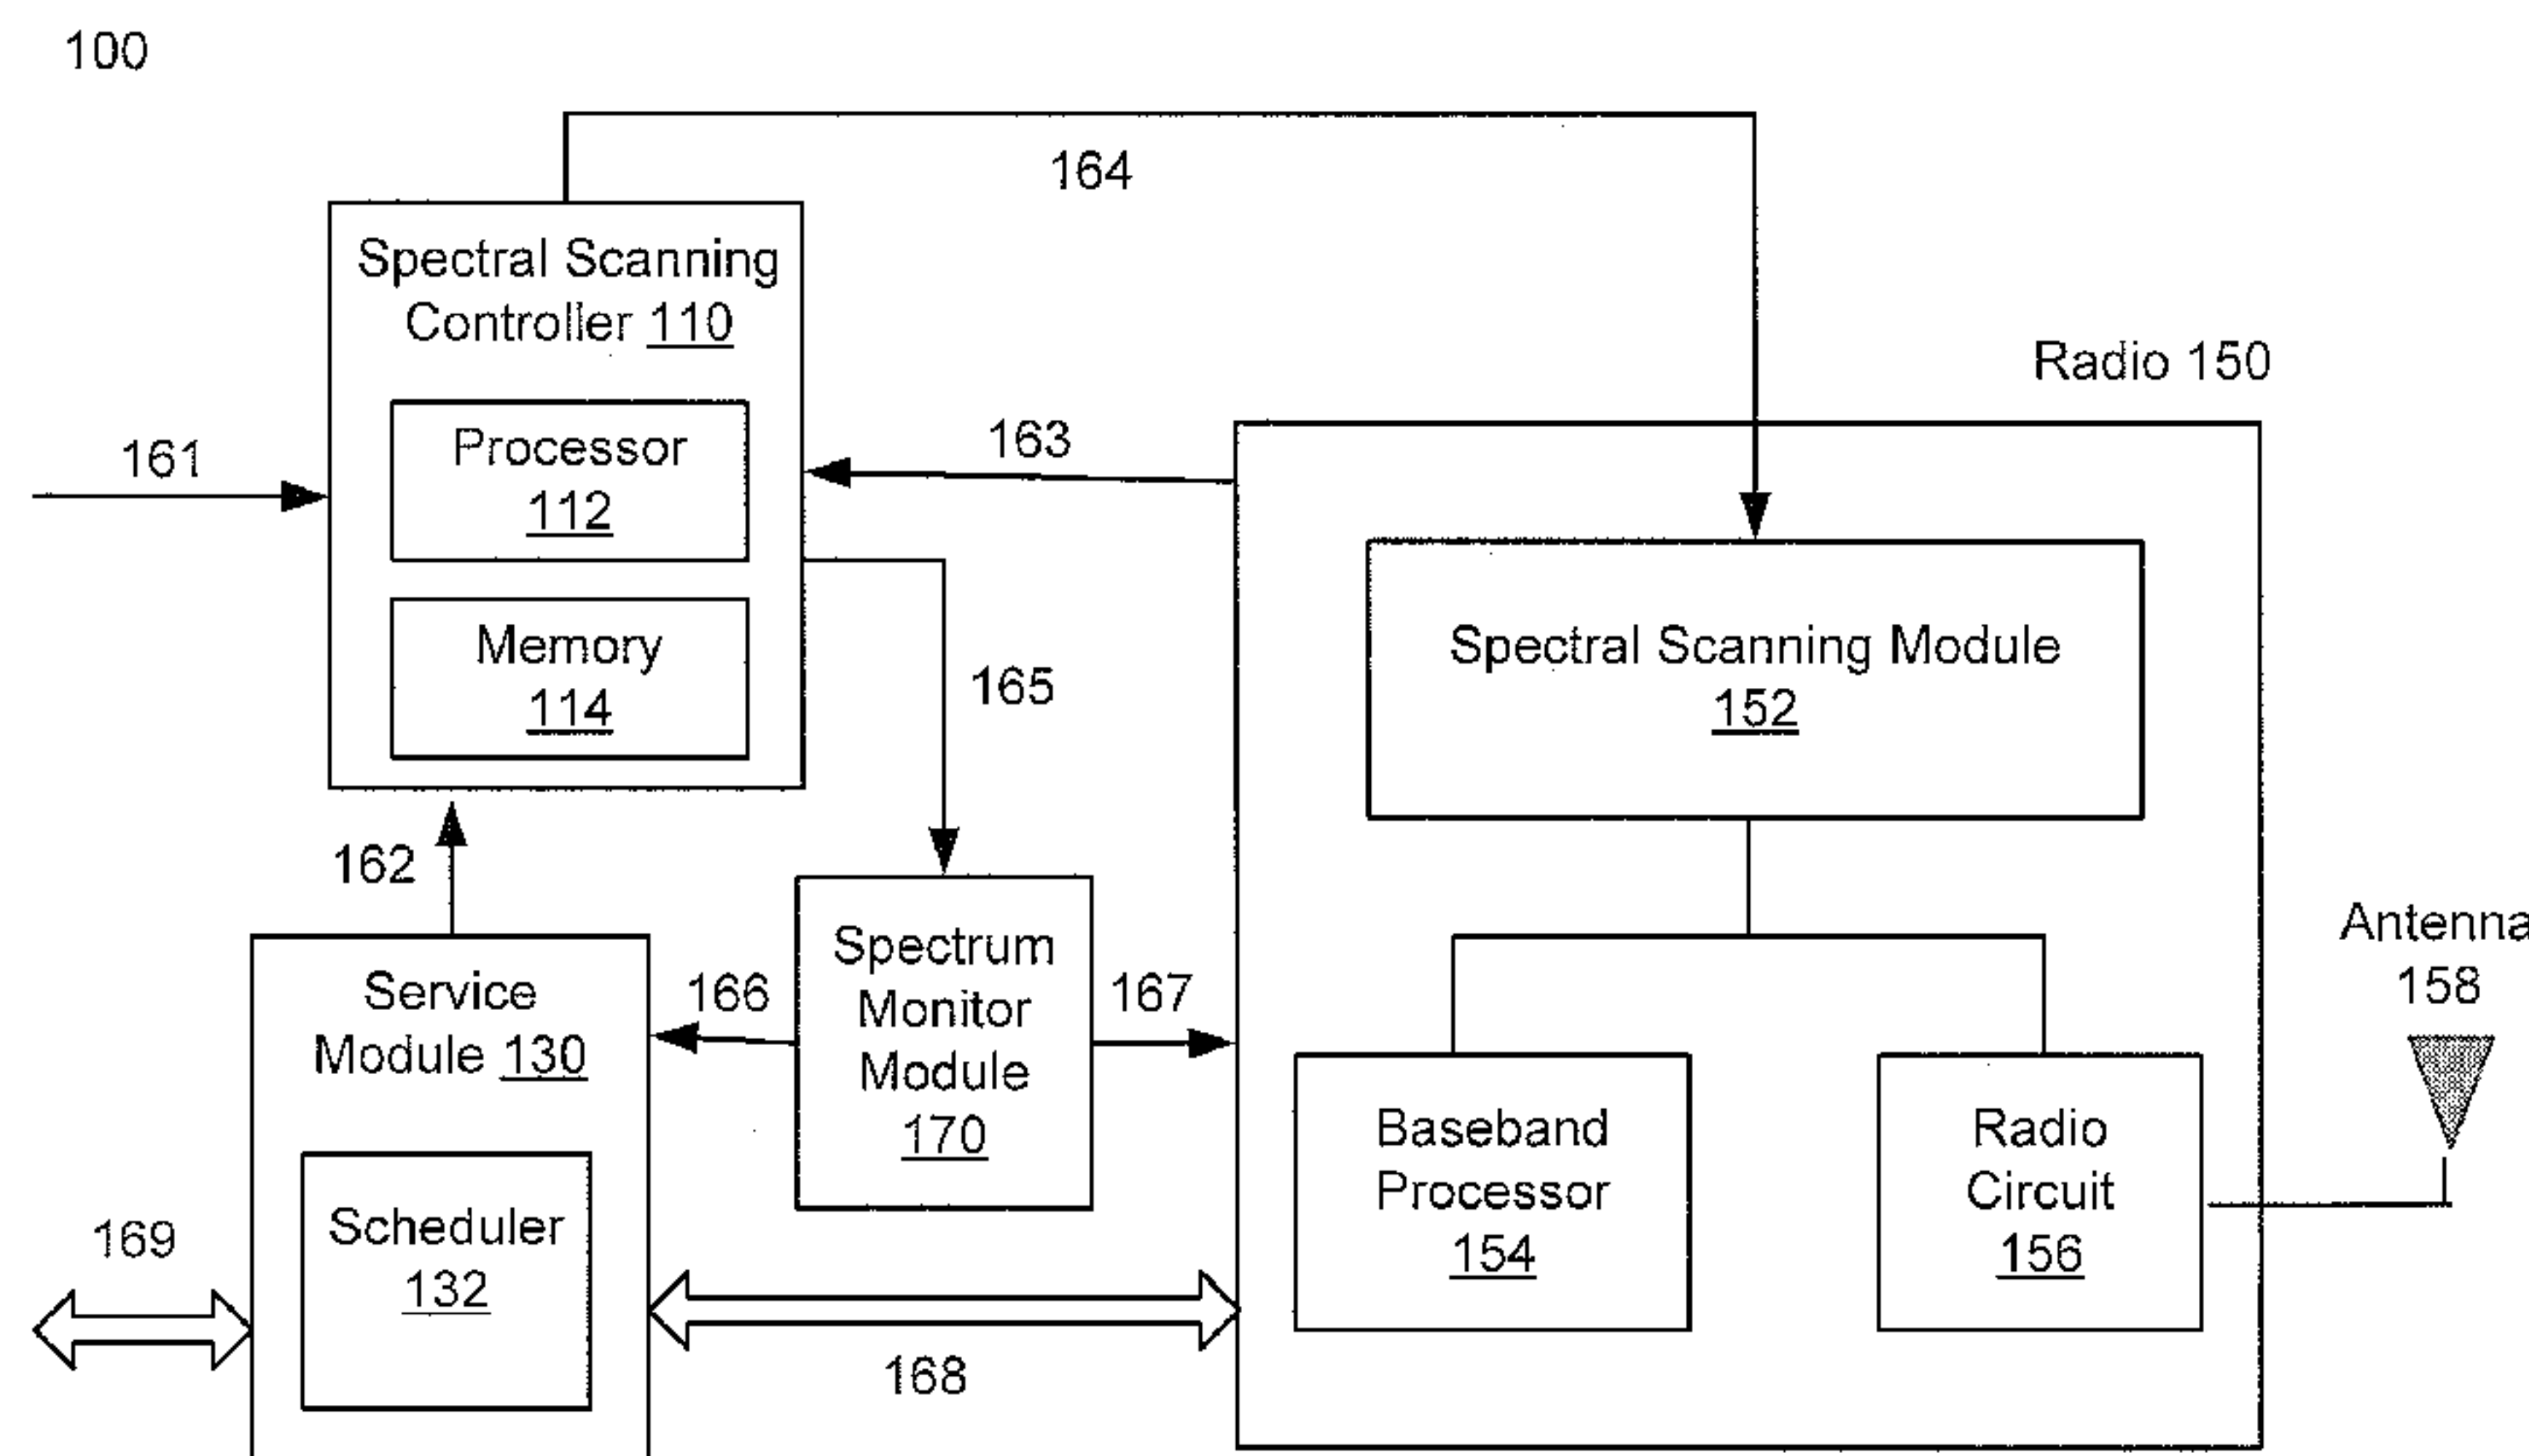 100
164
Spectral Scanning
Controller 110
Radio 150
Processor
112
161
163
Memory
114
165
Spectral Scanning Module
152
162
Antenna
158
Service
Module 130
166
Spectrum
Monitor
Module
170
167
Baseband
Processor
154
Radio
Circuit
156
Scheduler
132
169
168